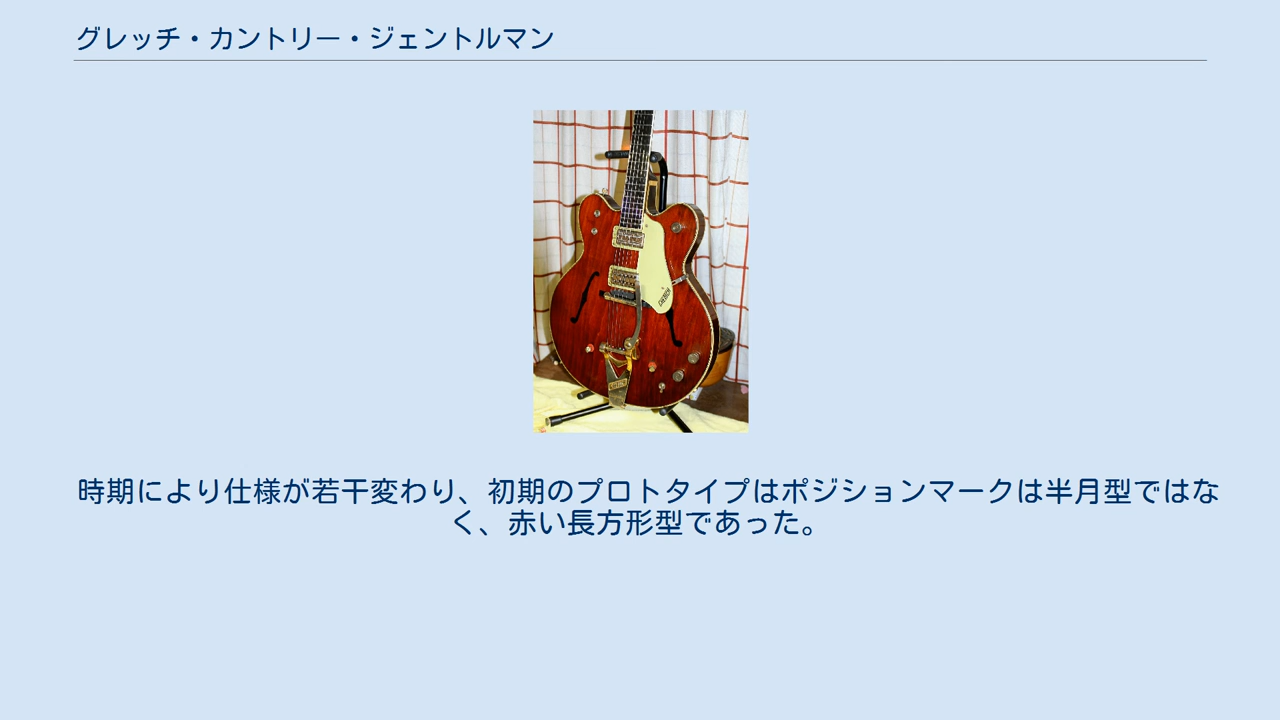 グレッチ・カントリー・ジェントルマン
GRETSCH
時期により仕様が若干変わり、初期のプロトタイプはポジションマークは半月型ではな
く、赤い長方形型であった。